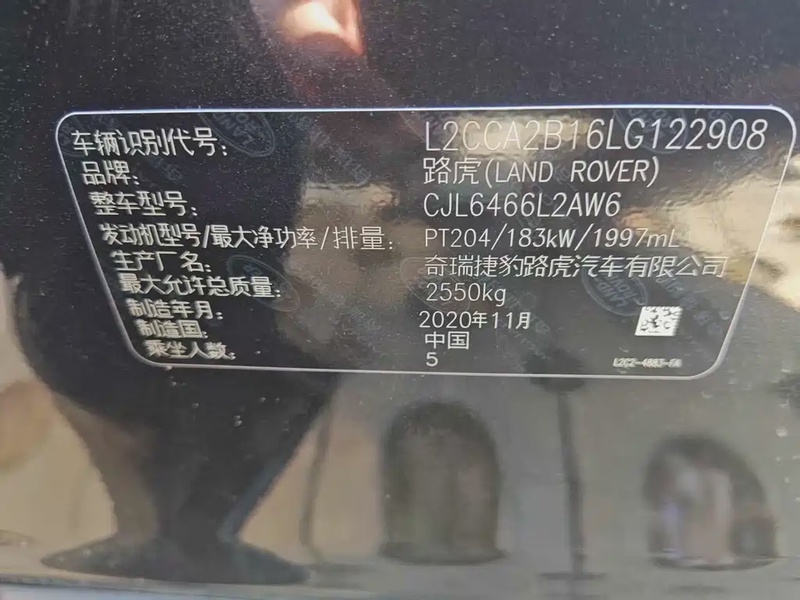 车辆识别代号: L2CCA2B16LG122908
品牌: 路虎(LAND ROVER)
整车型号: CJL6466L2AW6
发动机型号/最大净功率/排量: PT204/183kW/1997mL
生产厂名: 奇瑞捷豹路虎汽车有限公司
最大允许总质量: 2550kg
制造年月: 2020年11月
制造国: 中国
乘坐人数: 5
L2C2-4883-FA